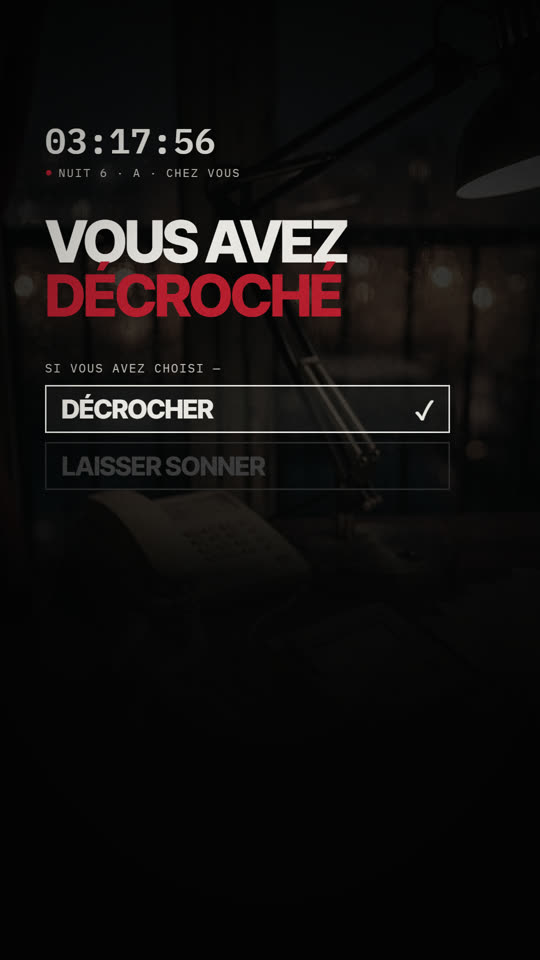 03:17:56
NUIT 6 · A · CHEZ VOUS
VOUS AVEZ
DÉCROCHÉ
SI VOUS AVEZ CHOISI —
DÉCROCHER ✓
LAISSER SONNER